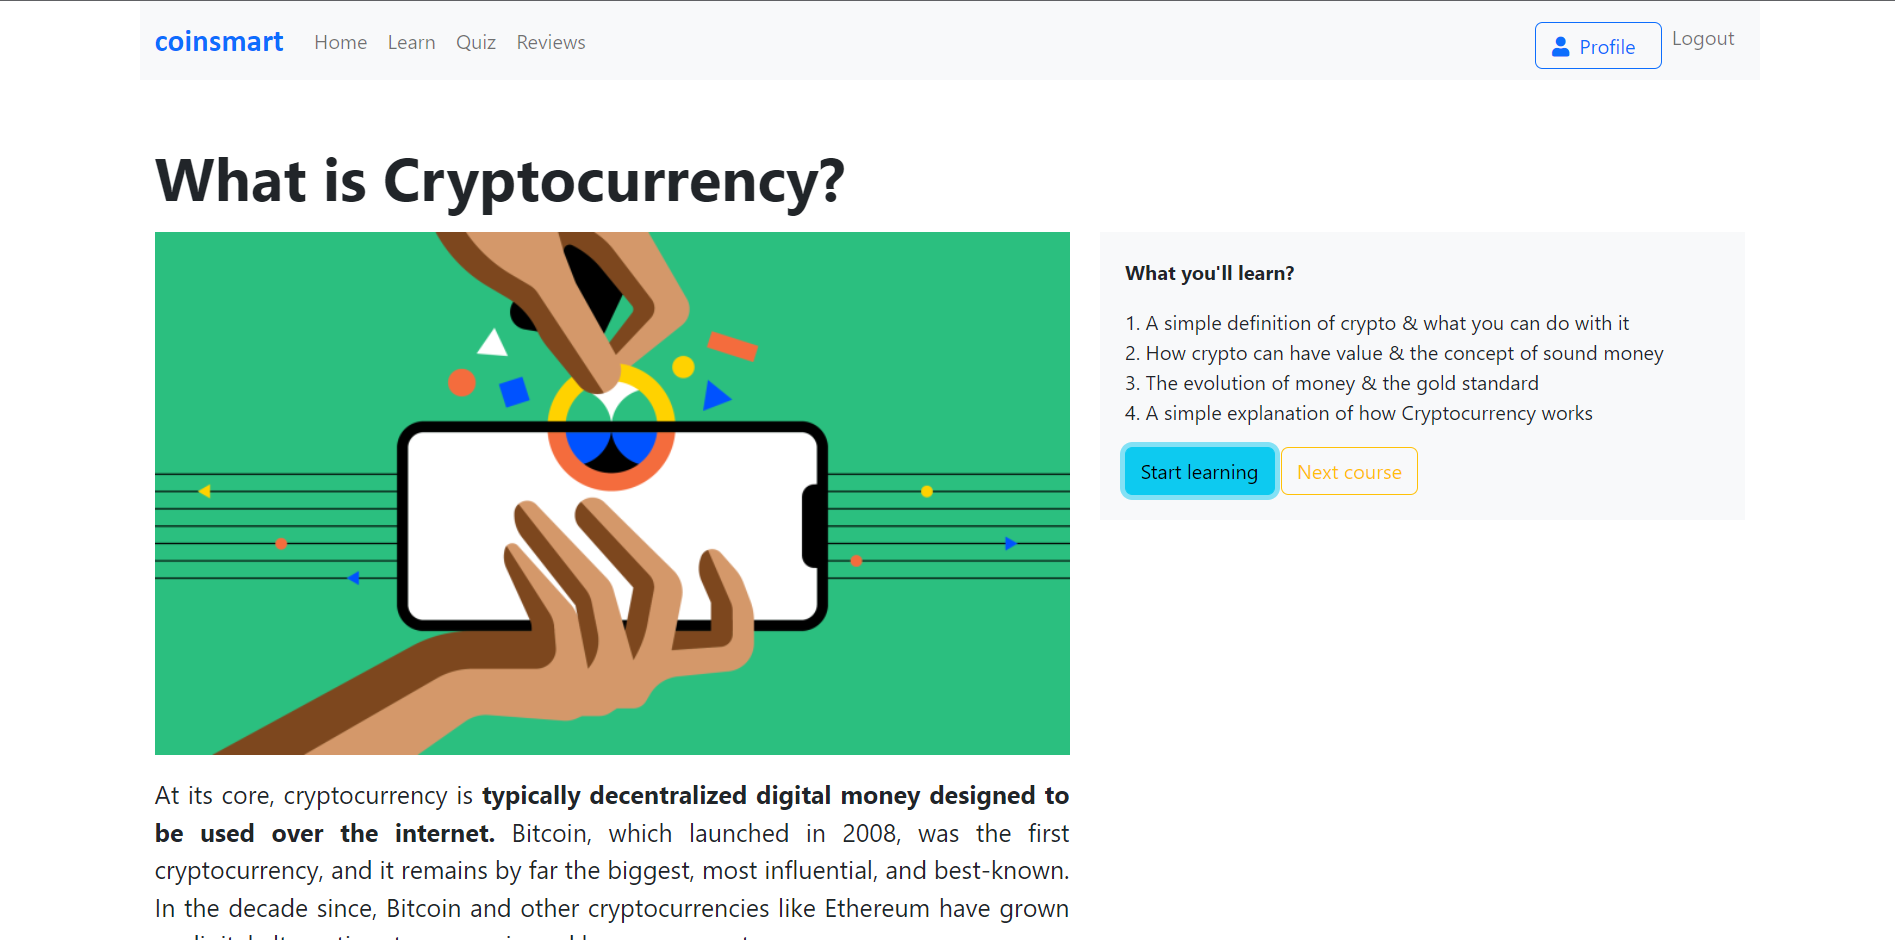 coinsmart Home Learn Quiz Reviews Profile Logout
What is Cryptocurrency?
What you'll learn?
1. A simple definition of crypto & what you can do with it
2. How crypto can have value & the concept of sound money
3. The evolution of money & the gold standard
4. A simple explanation of how Cryptocurrency works
Start learning Next course
At its core, cryptocurrency is typically decentralized digital money designed to
be used over the internet. Bitcoin, which launched in 2008, was the first
cryptocurrency, and it remains by far the biggest, most influential, and best-known.
In the decade since, Bitcoin and other cryptocurrencies like Ethereum have grown